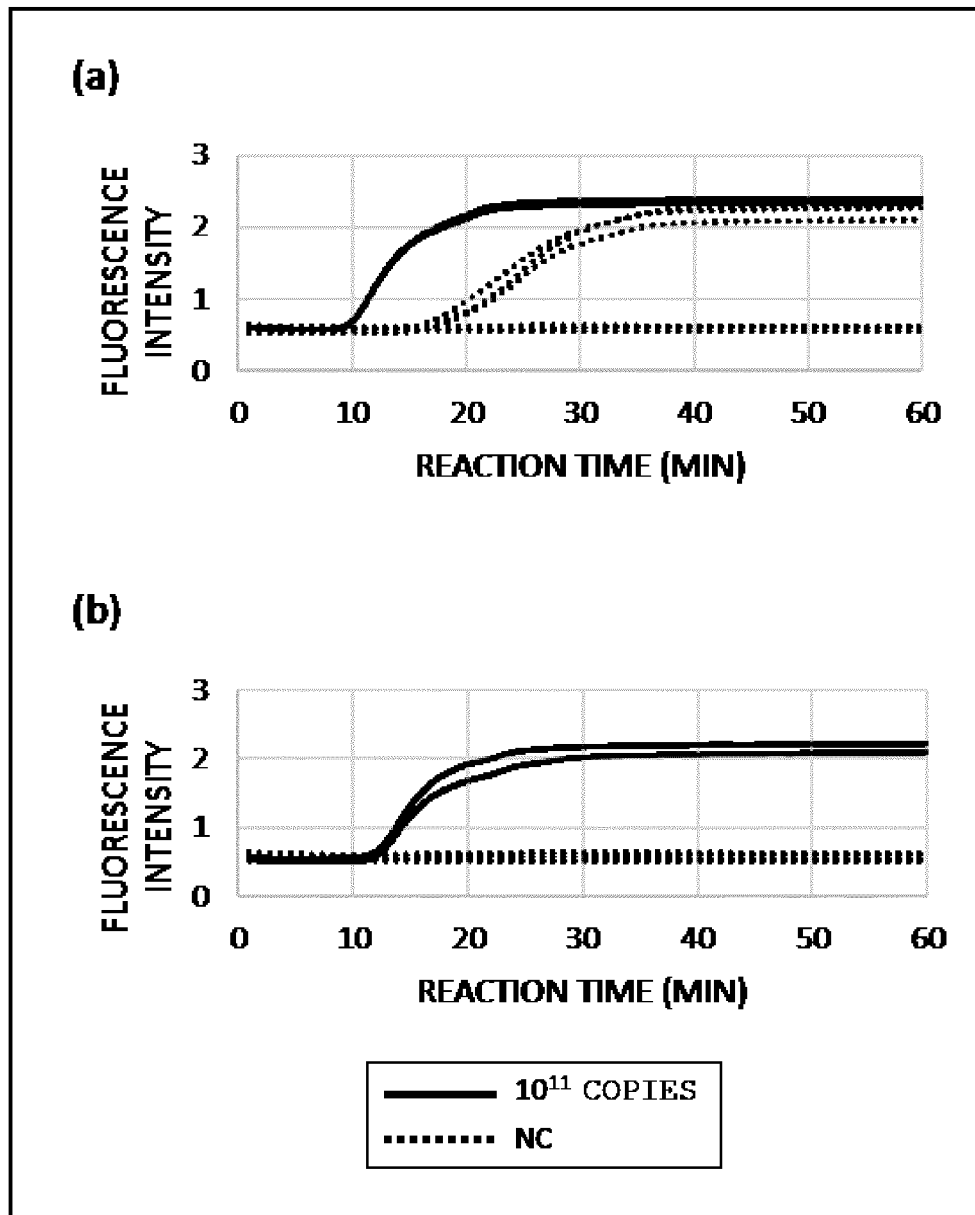 (a)
FLUORESCENCE
INTENSITY
3
2
1
0
0 10 20 30 40 50 60
REACTION TIME (MIN)
(b)
FLUORESCENCE
INTENSITY
3
2
1
0
0 10 20 30 40 50 60
REACTION TIME (MIN)
10¹¹ COPIES
NC